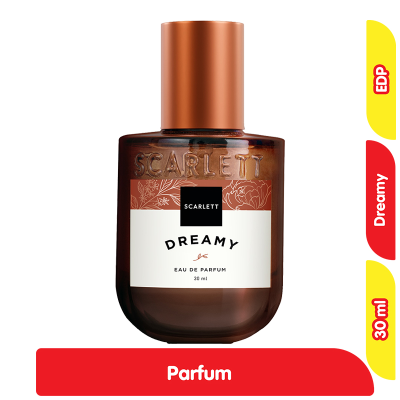 SCARLETT
SCARLETT
DREAMY
EAU DE PARFUM
30 ml
EDP
Dreamy
30 ml
Parfum